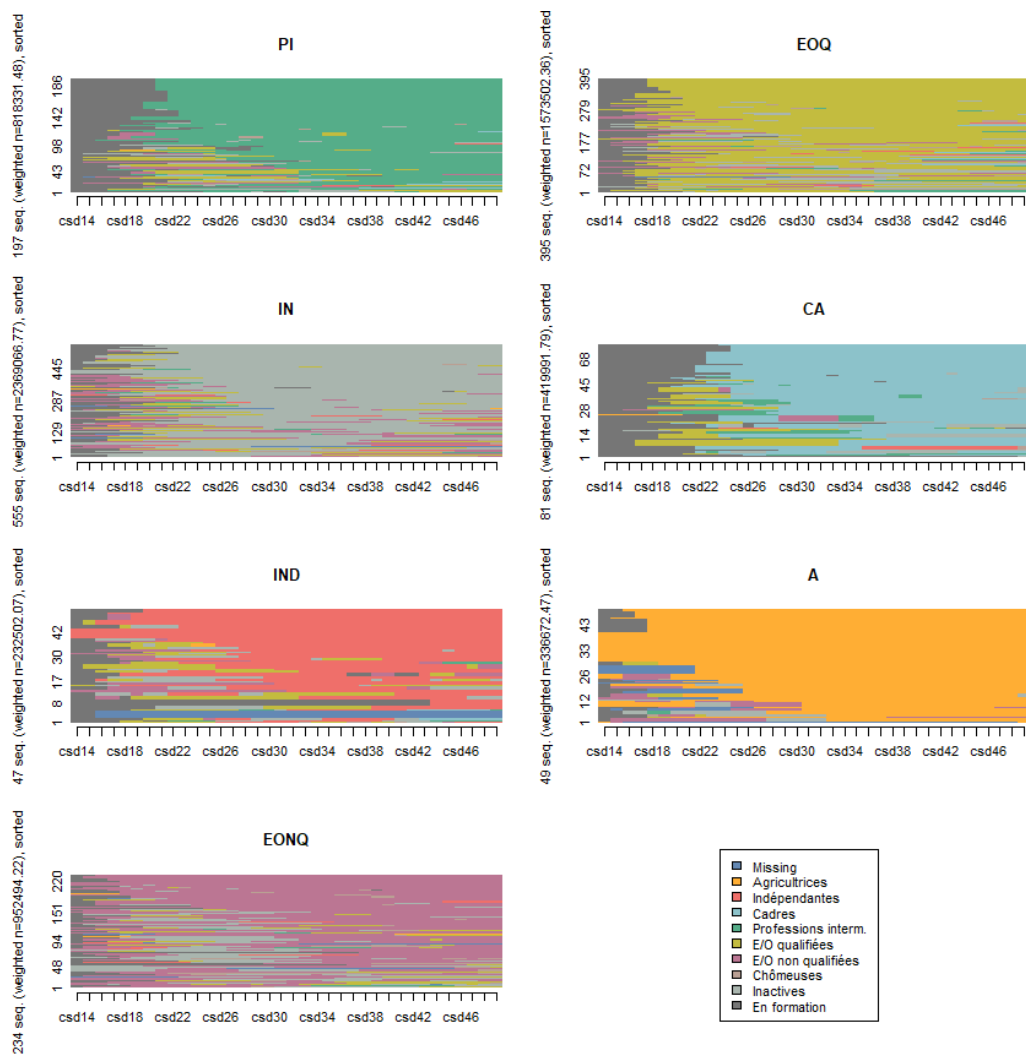 PI
197 seq. (weighted n=818331.48), sorted
186
142
98
43
1
csd14 csd18 csd22 csd26 csd30 csd34 csd38 csd42 csd46
EOQ
395 seq. (weighted n=1573502.36), sorted
395
279
177
72
1
csd14 csd18 csd22 csd26 csd30 csd34 csd38 csd42 csd46
IN
555 seq. (weighted n=2369066.77), sorted
445
287
129
1
csd14 csd18 csd22 csd26 csd30 csd34 csd38 csd42 csd46
CA
81 seq. (weighted n=419991.79), sorted
68
45
28
14
1
csd14 csd18 csd22 csd26 csd30 csd34 csd38 csd42 csd46
IND
47 seq. (weighted n=232502.07), sorted
42
30
17
8
1
csd14 csd18 csd22 csd26 csd30 csd34 csd38 csd42 csd46
A
49 seq. (weighted n=336672.47), sorted
43
33
26
12
1
csd14 csd18 csd22 csd26 csd30 csd34 csd38 csd42 csd46
EONQ
234 seq. (weighted n=952494.22), sorted
220
151
94
48
1
csd14 csd18 csd22 csd26 csd30 csd34 csd38 csd42 csd46
Missing
Agricultrices
Indépendantes
Cadres
Professions interm.
E/O qualifiées
E/O non qualifiées
Chômeuses
Inactives
En formation